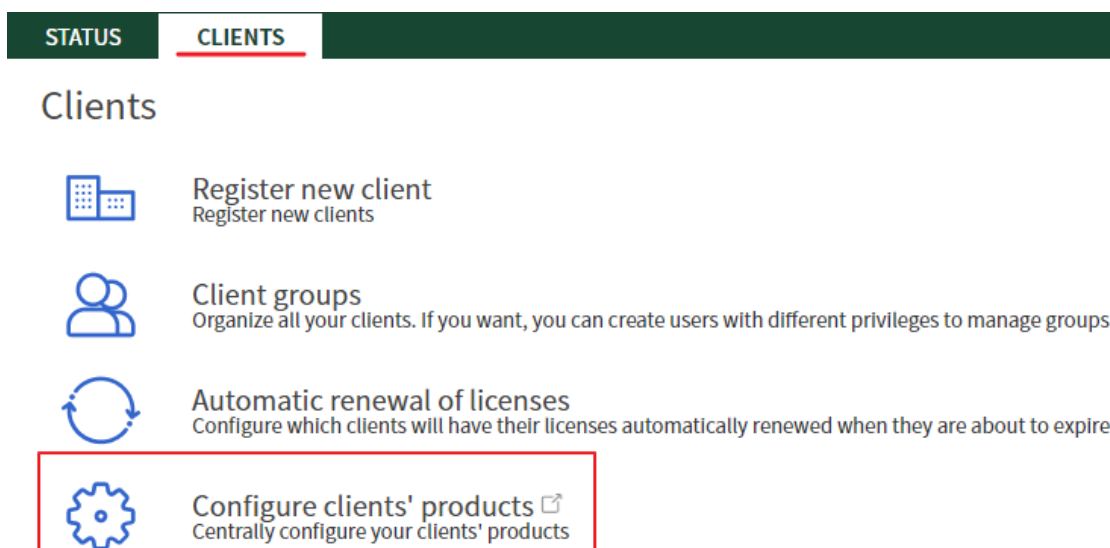 STATUS CLIENTS
Clients
Register new client
Register new clients
Client groups
Organize all your clients. If you want, you can create users with different privileges to manage groups
Automatic renewal of licenses
Configure which clients will have their licenses automatically renewed when they are about to expire
Configure clients' products
Centrally configure your clients' products